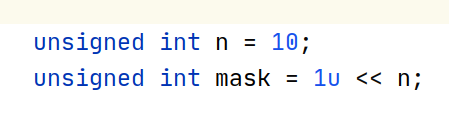 unsigned int n = 10;
unsigned int mask = 1u << n;